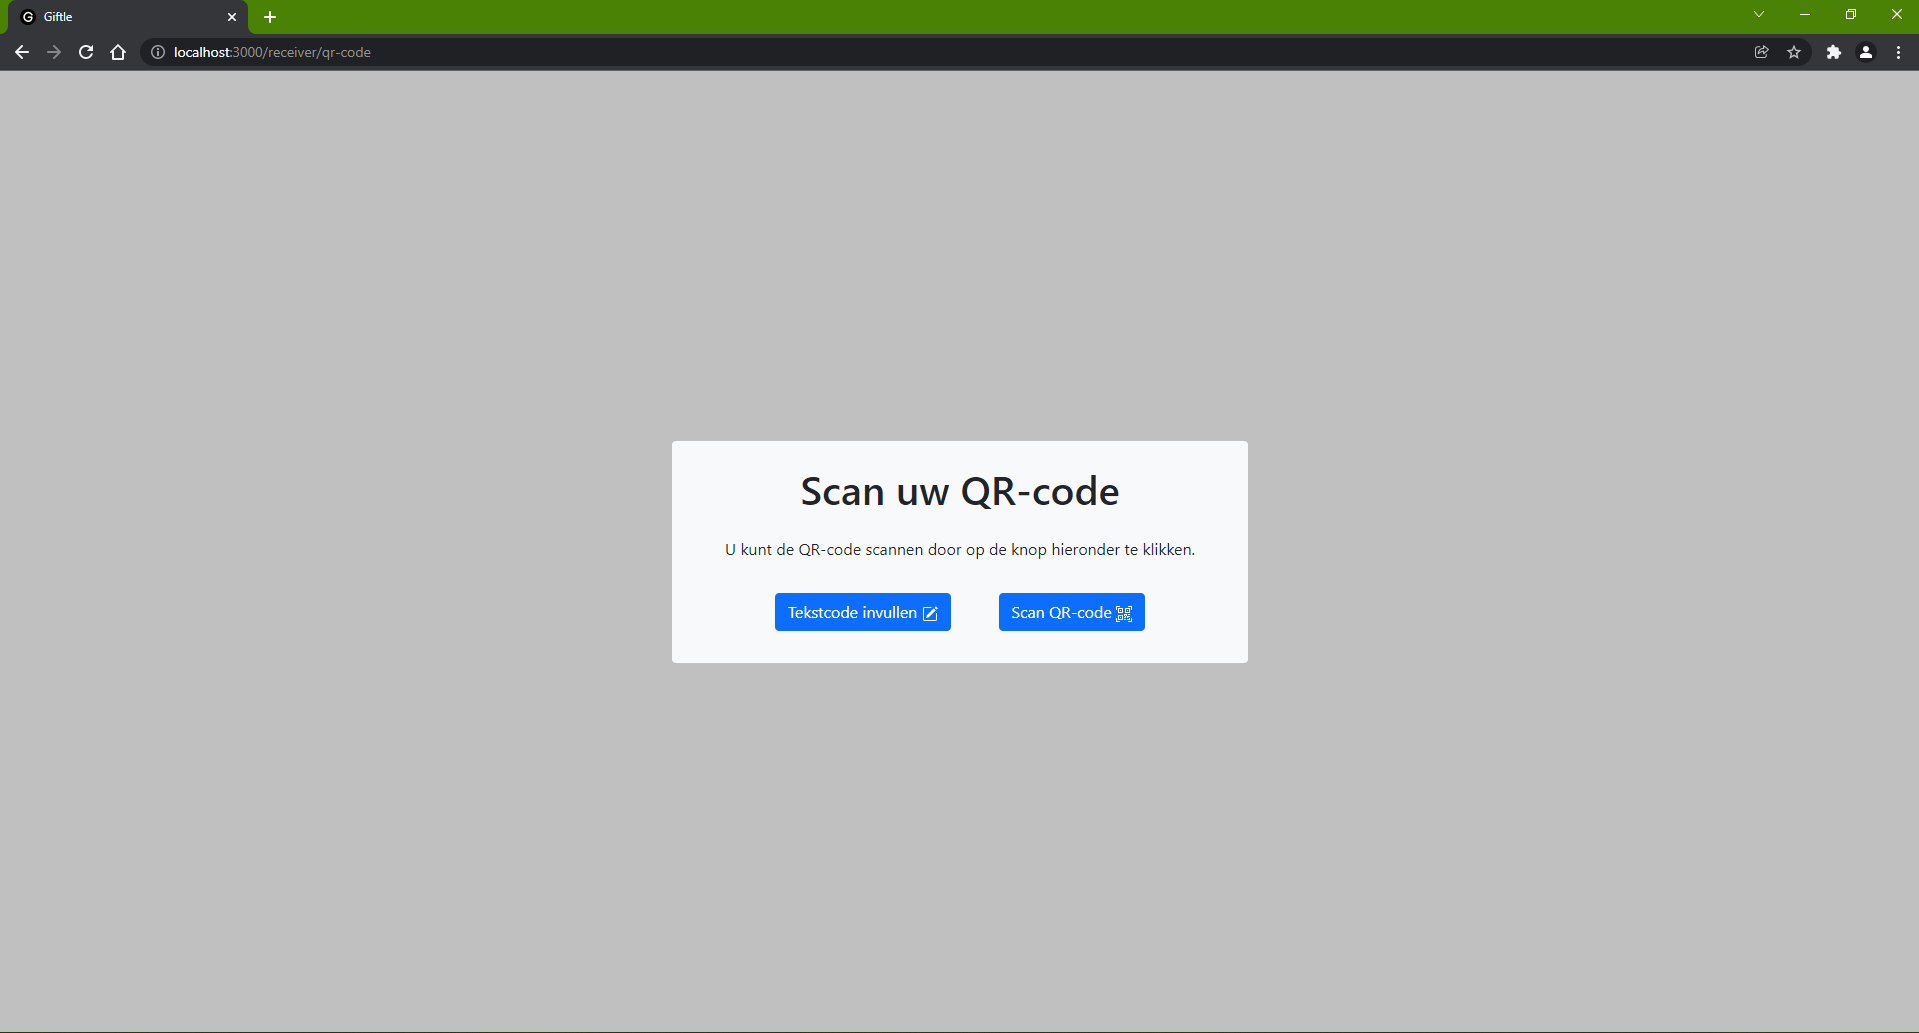 Giftle
localhost:3000/receiver/qr-code
Scan uw QR-code
U kunt de QR-code scannen door op de knop hieronder te klikken.
Tekstcode invullen
Scan QR-code